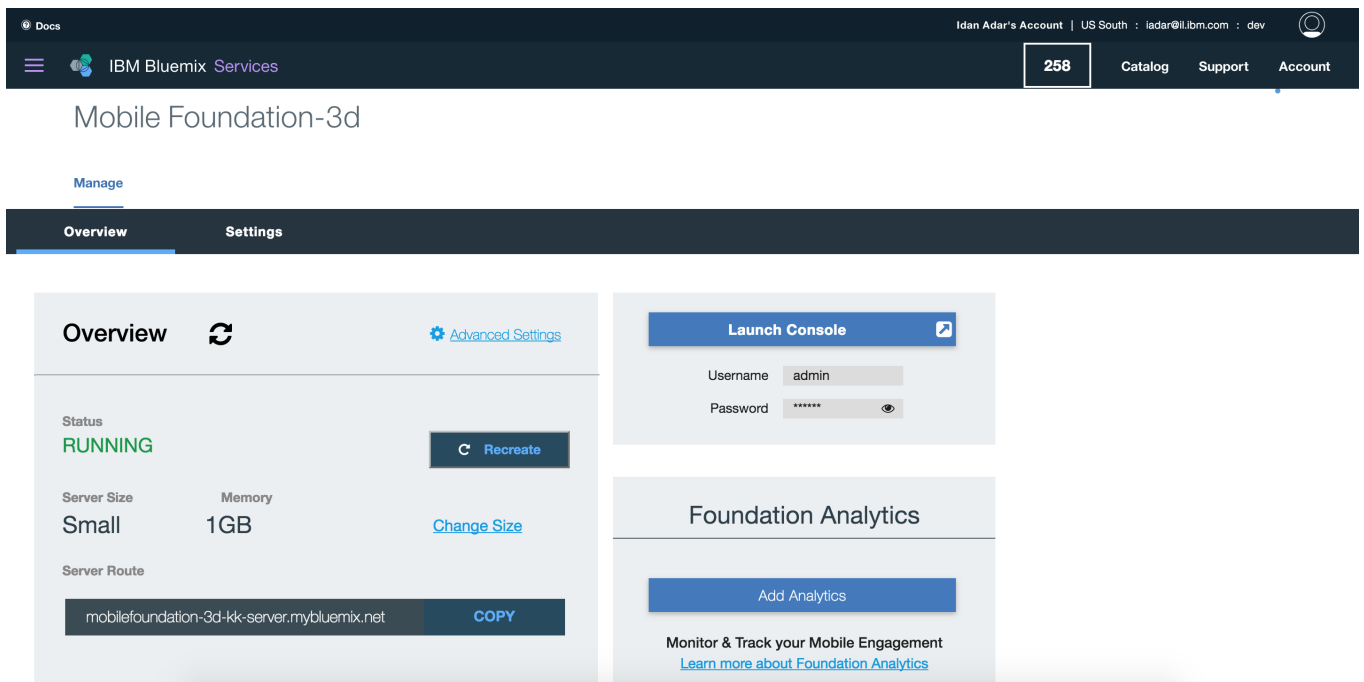 Docs
Idan Adar's Account | US South : iadar@il.ibm.com : dev
IBM Bluemix Services
258 Catalog Support Account
Mobile Foundation-3d
Manage
Overview Settings
Overview
Advanced Settings
Status
RUNNING
Recreate
Server Size Memory
Small 1GB
Change Size
Server Route
mobilefoundation-3d-kk-server.mybluemix.net COPY
Launch Console
Username admin
Password ******
Foundation Analytics
Add Analytics
Monitor & Track your Mobile Engagement
Learn more about Foundation Analytics